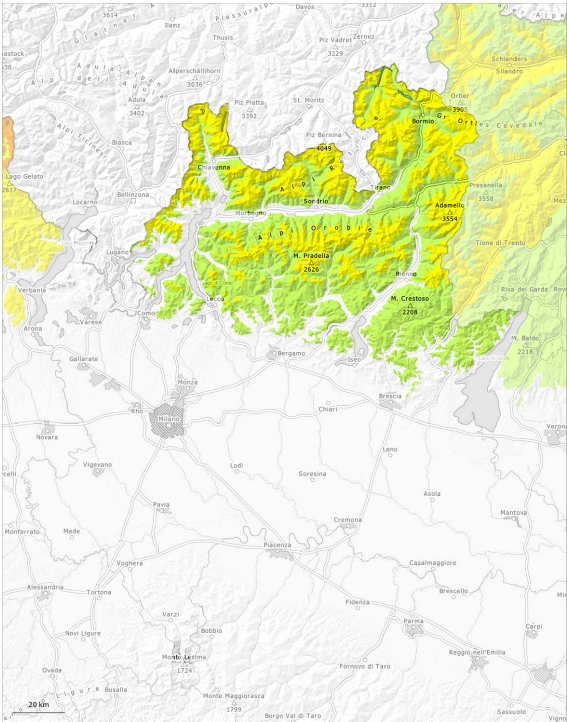 3614
Ilanz
Davos
3312
Thusis
Piz Vadret
3229
Zernez
Alperschällihorn
3036
Schlanders
Silandro
Adula
3402
Piz Platta
3392
St. Moritz
Ortler
Biasca
Piz Bernina
4049
Bormio
Chiavenna
Lago Gelato
2617
Locarno
Bellinzona
Morbegno
Sondrio
Tirano
Presanella
3558
Adamello
3554
Alpi Orobie
Lugano
M. Pradella
2626
Tione di Trento
Bienno
Verbania
Lecco
M. Crestoso
2208
Riva del Garda
Arona
Varese
Como
M. Baldo
2218
Gallarate
Bergamo
Iseo
Monza
Brescia
Rho
Milano
Chiari
Verona
Novara
Leno
Vigevano
Lodi
Soresina
Asola
Pavia
Cremona
Mantova
Monferrato
Mede
Piacenza
Voghera
Casalmaggiore
Alessandria
Tortona
Brescello
Fidenza
Varzi
Parma
Carpi
Novi Ligure
Bobbio
Reggio nell'Emilia
Monte Lesima
1724
Ovada
Fornovo di Taro
Busalla
Monte Maggiorasca
1799
Borgo Val di Taro
Sassuolo
20 km